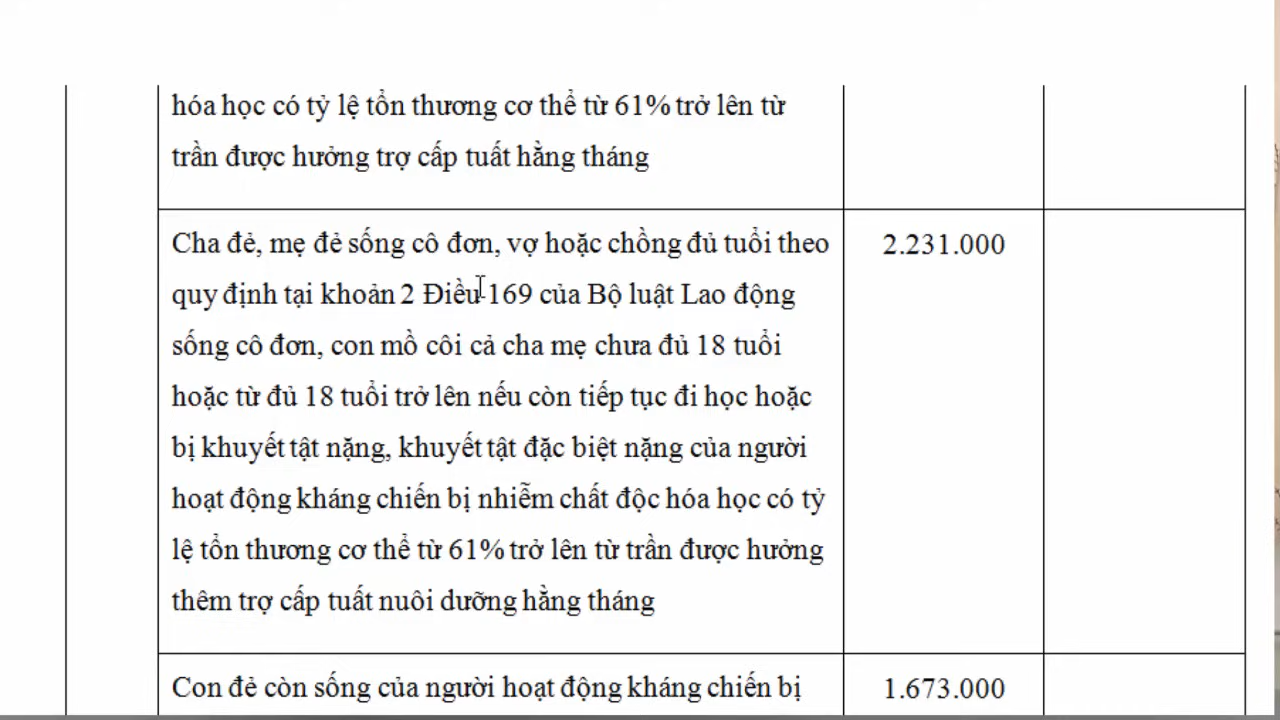 hóa học có tỷ lệ tổn thương cơ thể từ 61% trở lên từ
trần được hưởng trợ cấp tuất hằng tháng
Cha đẻ, mẹ đẻ sống cô đơn, vợ hoặc chồng đủ tuổi theo
2.231.000
quy định tại khoản 2 Điều 169 của Bộ luật Lao động
sống cô đơn, con mồ côi cả cha mẹ chưa đủ 18 tuổi
hoặc từ đủ 18 tuổi trở lên nếu còn tiếp tục đi học hoặc
bị khuyết tật nặng, khuyết tật đặc biệt nặng của người
hoạt động kháng chiến bị nhiễm chất độc hóa học có tỷ
lệ tổn thương cơ thể từ 61% trở lên từ trần được hưởng
thêm trợ cấp tuất nuôi dưỡng hằng tháng
Con đẻ còn sống của người hoạt động kháng chiến bị
1.673.000